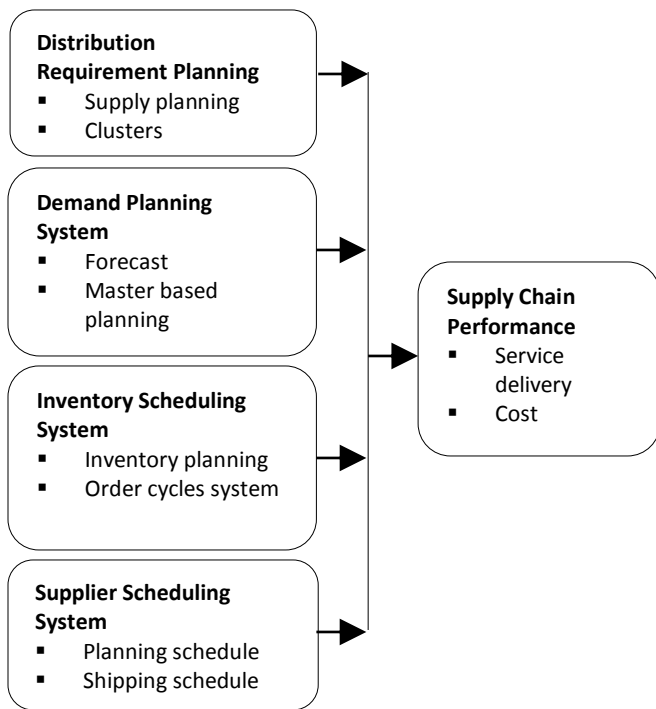 Distribution
Requirement Planning
▪ Supply planning
▪ Clusters
Demand Planning
System
▪ Forecast
▪ Master based
planning
Inventory Scheduling
System
▪ Inventory planning
▪ Order cycles system
Supplier Scheduling
System
▪ Planning schedule
▪ Shipping schedule
Supply Chain
Performance
▪ Service
delivery
▪ Cost